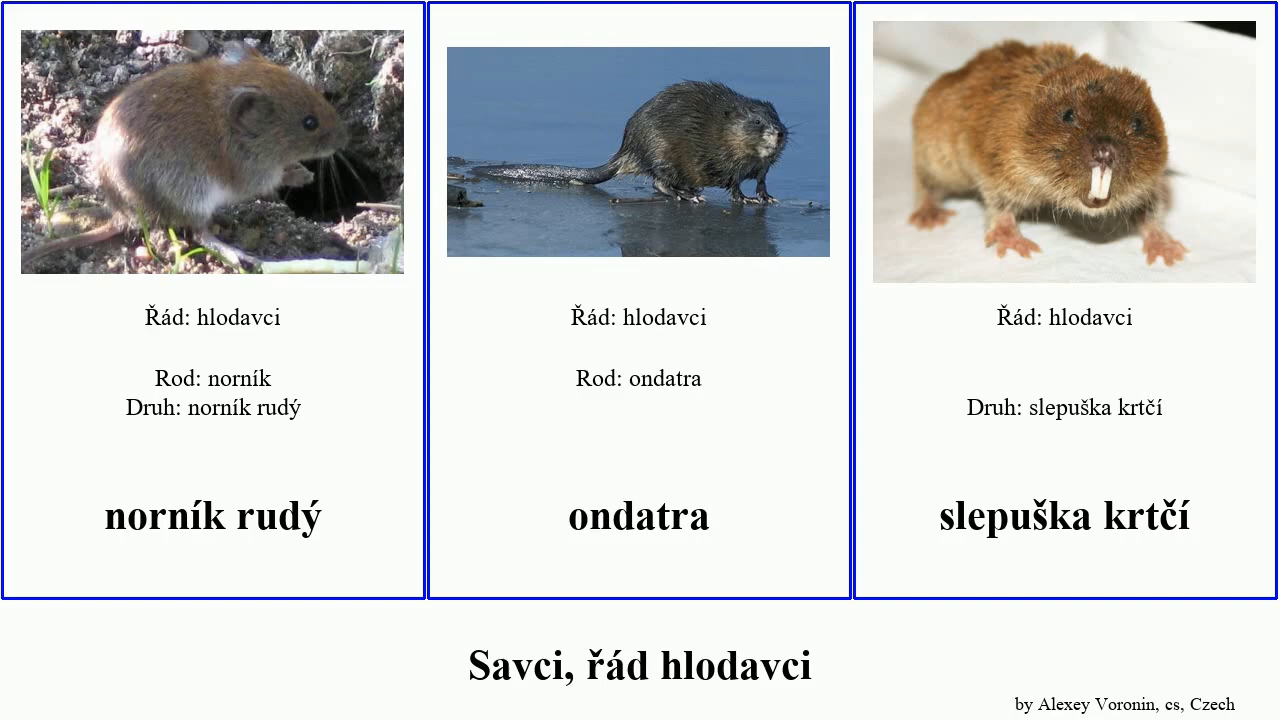 Řád: hlodavci
Rod: norník
Druh: norník rudý
norník rudý
Řád: hlodavci
Rod: ondatra
ondatra
Řád: hlodavci
Druh: slepuška krtčí
slepuška krtčí
Savci, řád hlodavci
by Alexey Voronin, cs, Czech